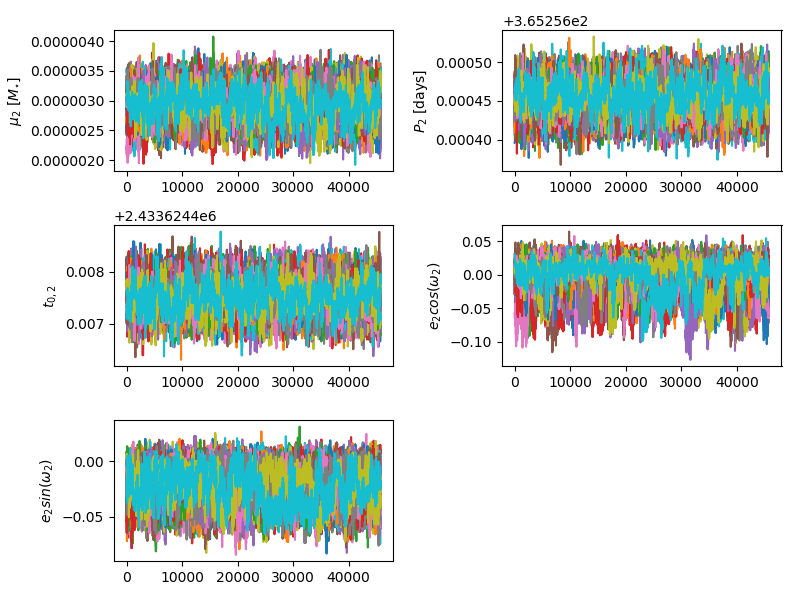 +3.65256e2
0.0000040
0.0000035
0.0000030
0.0000025
0.0000020
μ₂ [M⋆]
0 10000 20000 30000 40000
0.00050
0.00045
0.00040
P₂ [days]
0 10000 20000 30000 40000
+2.4336244e6
0.008
0.007
t₀,₂
0 10000 20000 30000 40000
0.05
0.00
−0.05
−0.10
e₂cos(ω₂)
0 10000 20000 30000 40000
0.00
−0.05
e₂sin(ω₂)
0 10000 20000 30000 40000